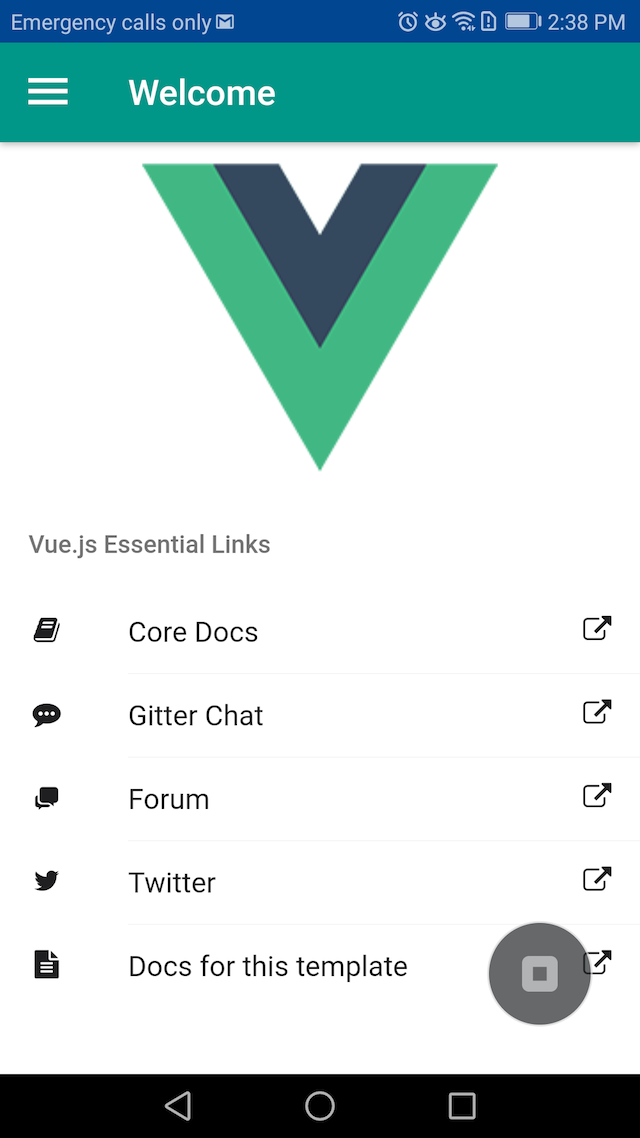 Emergency calls only 2:38 PM
Welcome
Vue.js Essential Links
Core Docs
Gitter Chat
Forum
Twitter
Docs for this template